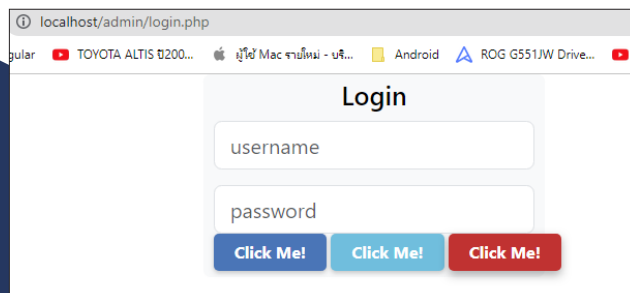 localhost/admin/login.php
gular TOYOTA ALTIS ปี200... ผู้ใช้ Mac รายใหม่ - บริ... Android ROG G551JW Drive...
Login
username
password
Click Me! Click Me! Click Me!